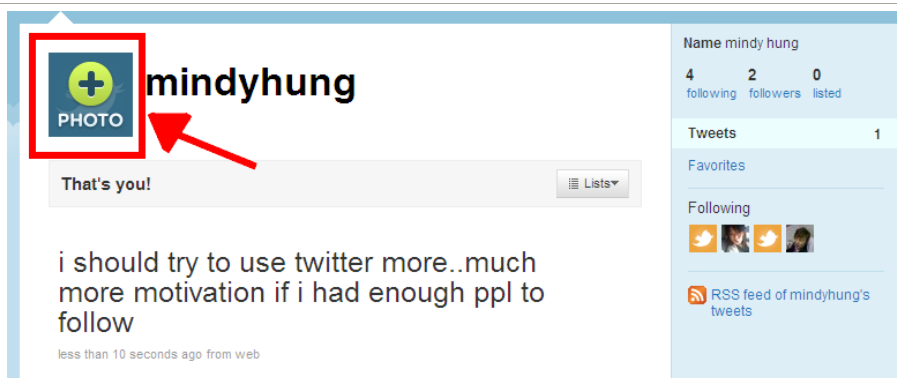 PHOTO
mindyhung
That's you!
Lists
i should try to use twitter more..much
more motivation if i had enough ppl to
follow
less than 10 seconds ago from web
Name mindy hung
4 2 0
following followers listed
Tweets 1
Favorites
Following
RSS feed of mindyhung's
tweets